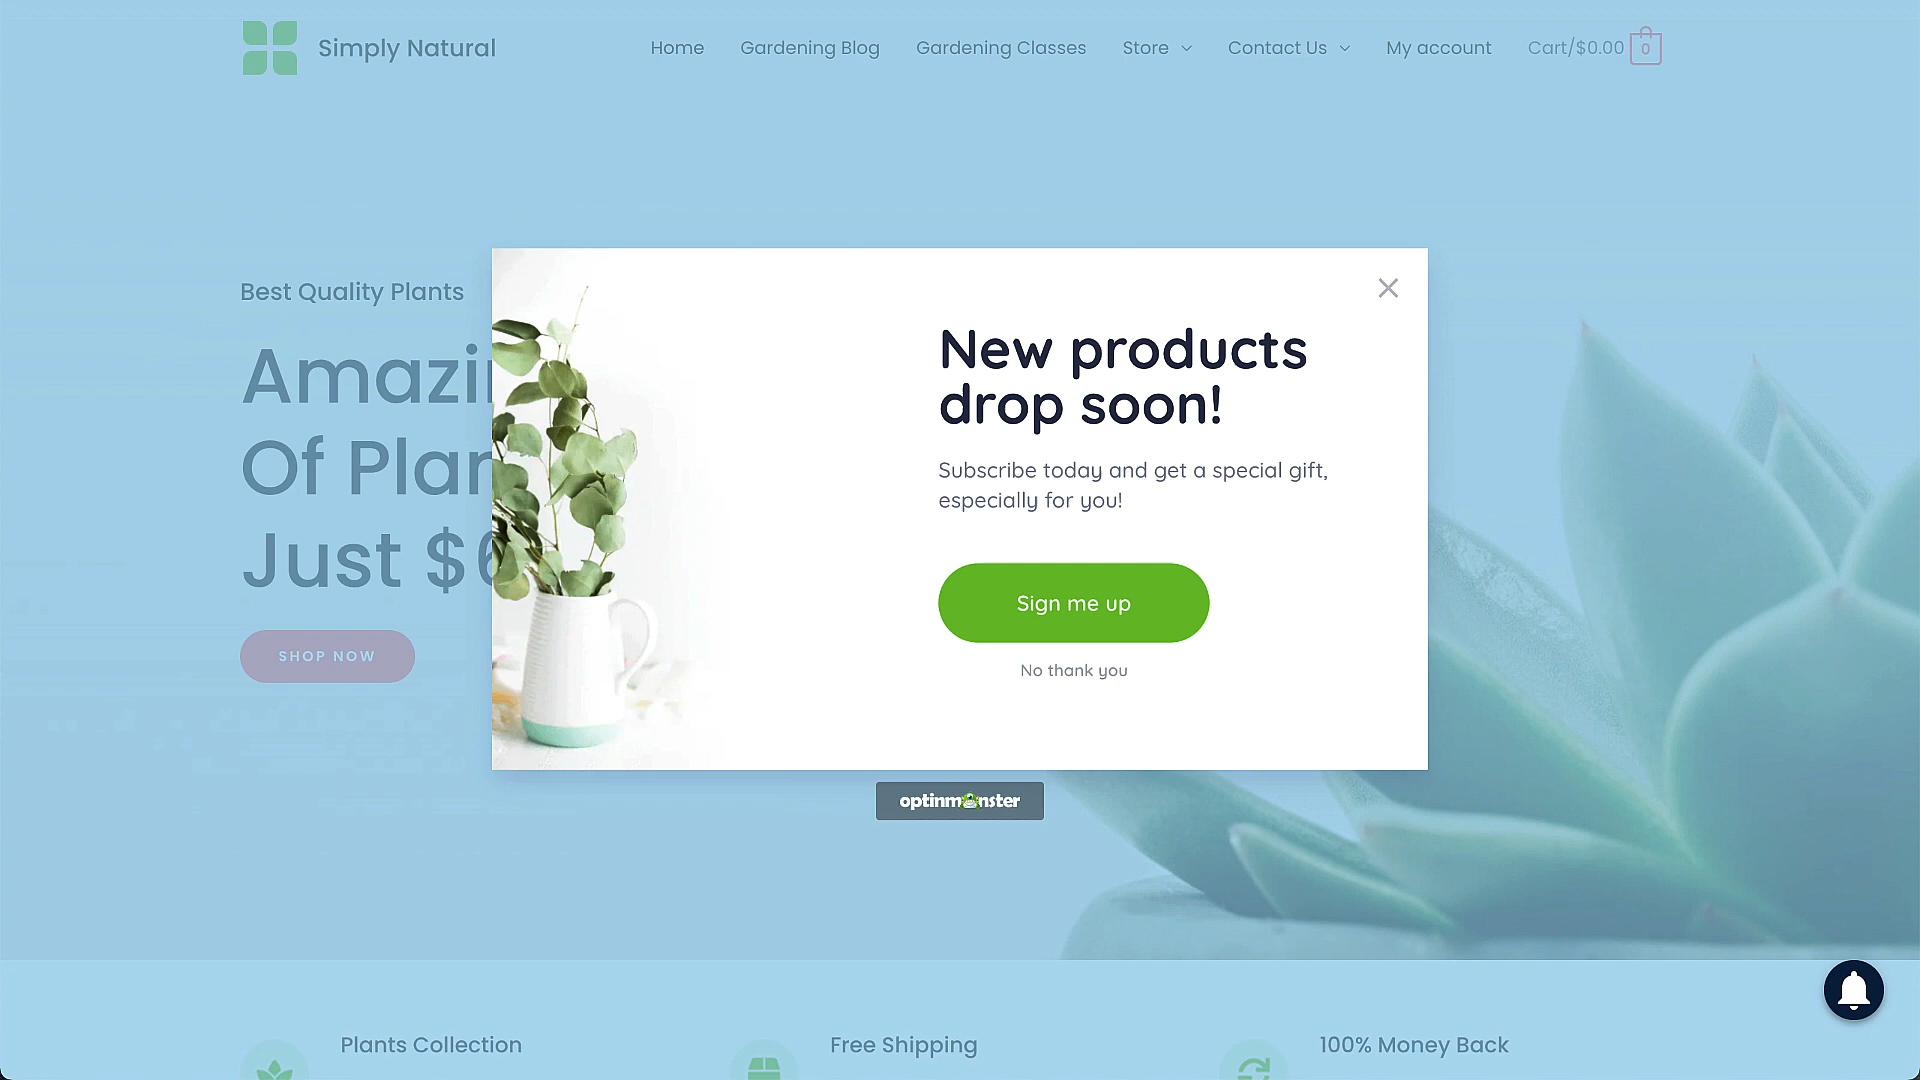 Simply Natural
Home
Gardening Blog
Gardening Classes
Store
Contact Us
My account
Cart/$0.00
0
Best Quality Plants
Of
Just
SHOP NOW
New products
drop soon!
Subscribe today and get a special gift,
especially for you!
Sign me up
No thank you
optinmonster
Plants Collection
Free Shipping
100% Money Back